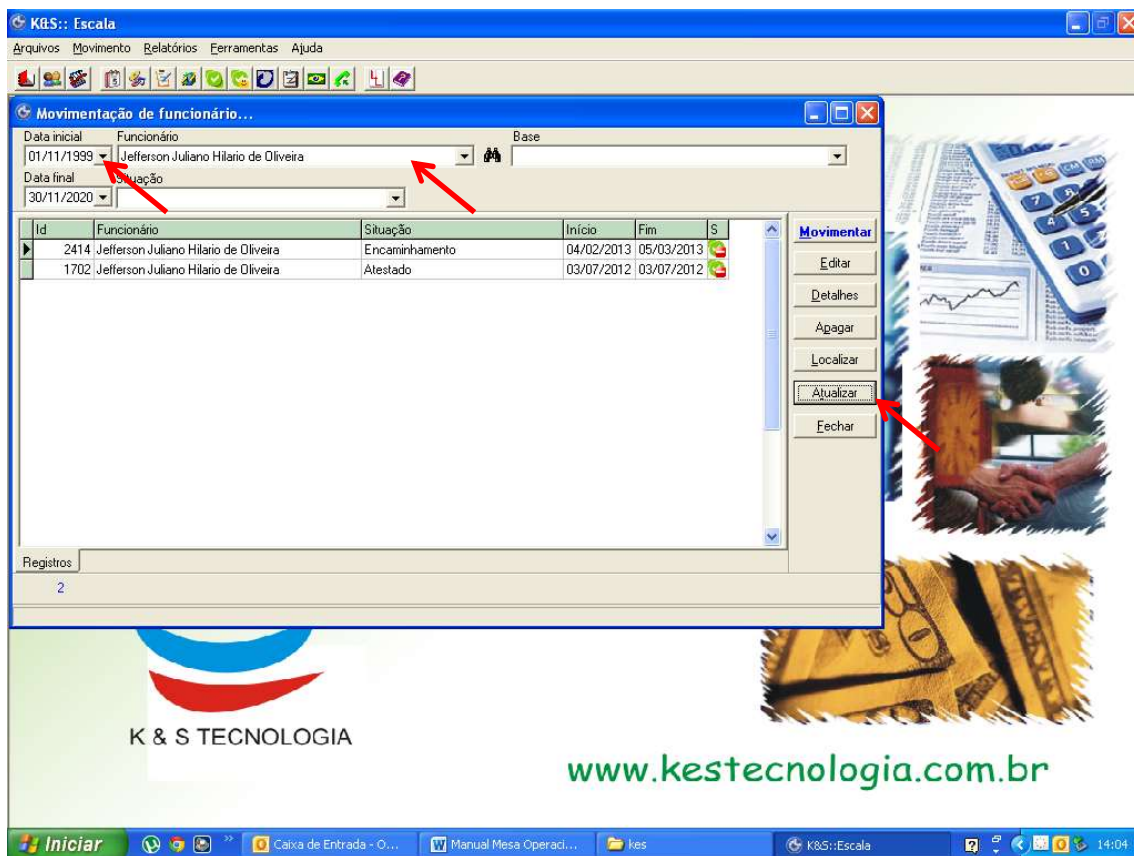 K&S:: Escala
Arquivos Movimento Relatórios Ferramentas Ajuda
Movimentação de funcionário...
Data inicial Funcionário Base
01/11/1999 Jefferson Juliano Hilario de Oliveira
Data final Situação
30/11/2020
Id Funcionário Situação Início Fim S
2414 Jefferson Juliano Hilario de Oliveira Encaminhamento 04/02/2013 05/03/2013
1702 Jefferson Juliano Hilario de Oliveira Atestado 03/07/2012 03/07/2012
Movimentar
Editar
Detalhes
Apagar
Localizar
Atualizar
Fechar
Registros
2
K & S TECNOLOGIA
www.kestecnologia.com.br
Iniciar Caixa de Entrada - O... Manual Mesa Operaci... kes K&S::Escala 14:04